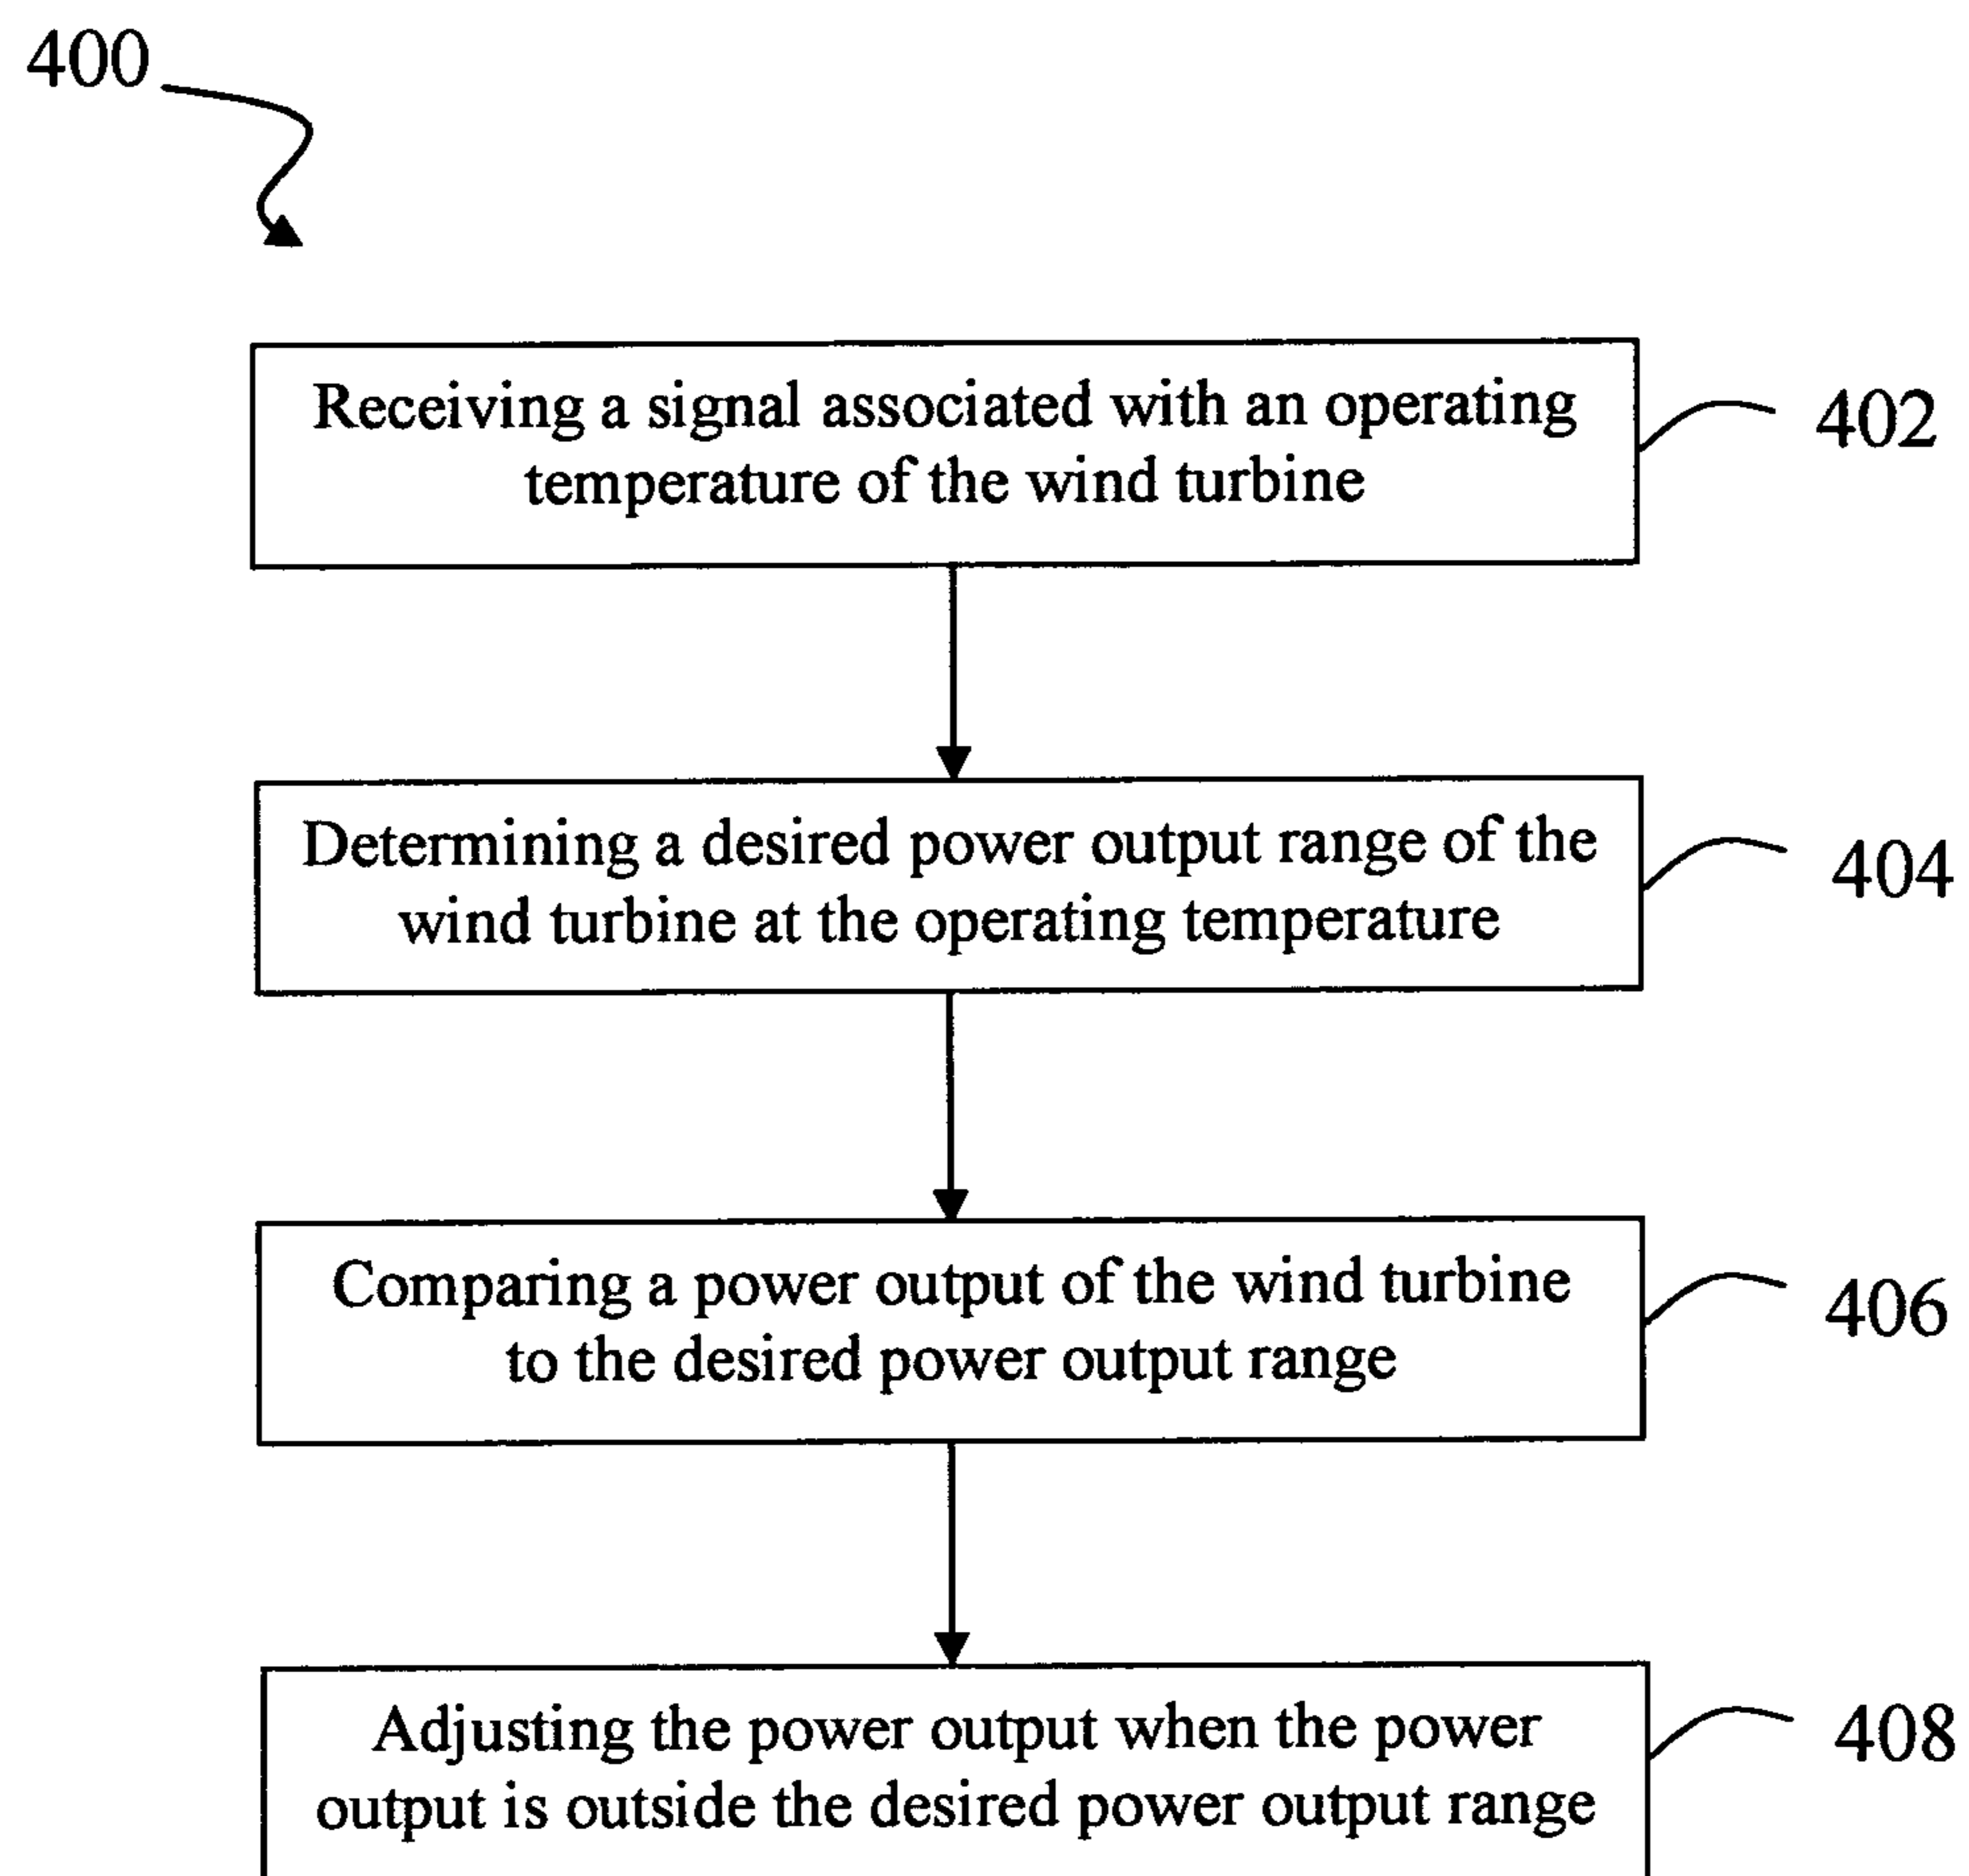 400
Receiving a signal associated with an operating
temperature of the wind turbine
402
Determining a desired power output range of the
wind turbine at the operating temperature
404
Comparing a power output of the wind turbine
to the desired power output range
406
Adjusting the power output when the power
output is outside the desired power output range
408